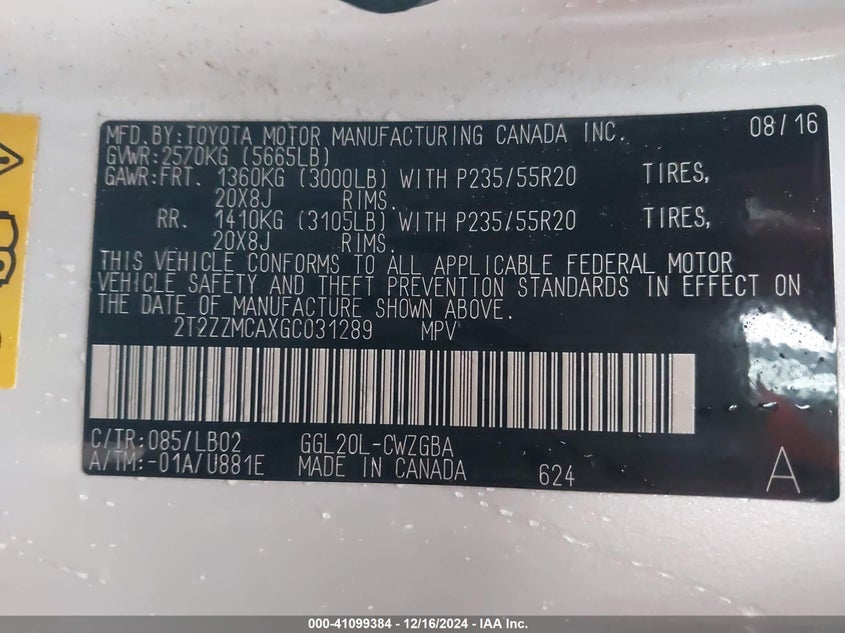 MFD.BY:TOYOTA MOTOR MANUFACTURING CANADA INC. 08/16
GVWR:2570KG (5665LB)
GAWR:FRT. 1360KG (3000LB) WITH P235/55R20 TIRES,
20X8J RIMS.
RR. 1410KG (3105LB) WITH P235/55R20 TIRES,
20X8J RIMS.
THIS VEHICLE CONFORMS TO ALL APPLICABLE FEDERAL MOTOR
VEHICLE SAFETY AND THEFT PREVENTION STANDARDS IN EFFECT ON
THE DATE OF MANUFACTURE SHOWN ABOVE.
2T2ZZMCAXGC031289 MPV
C/TR:085/LB02 GGL20L-CWZGBA
A/TM:-01A/U881E MADE IN CANADA 624 A
000-41099384 - 12/16/2024 - IAA Inc.